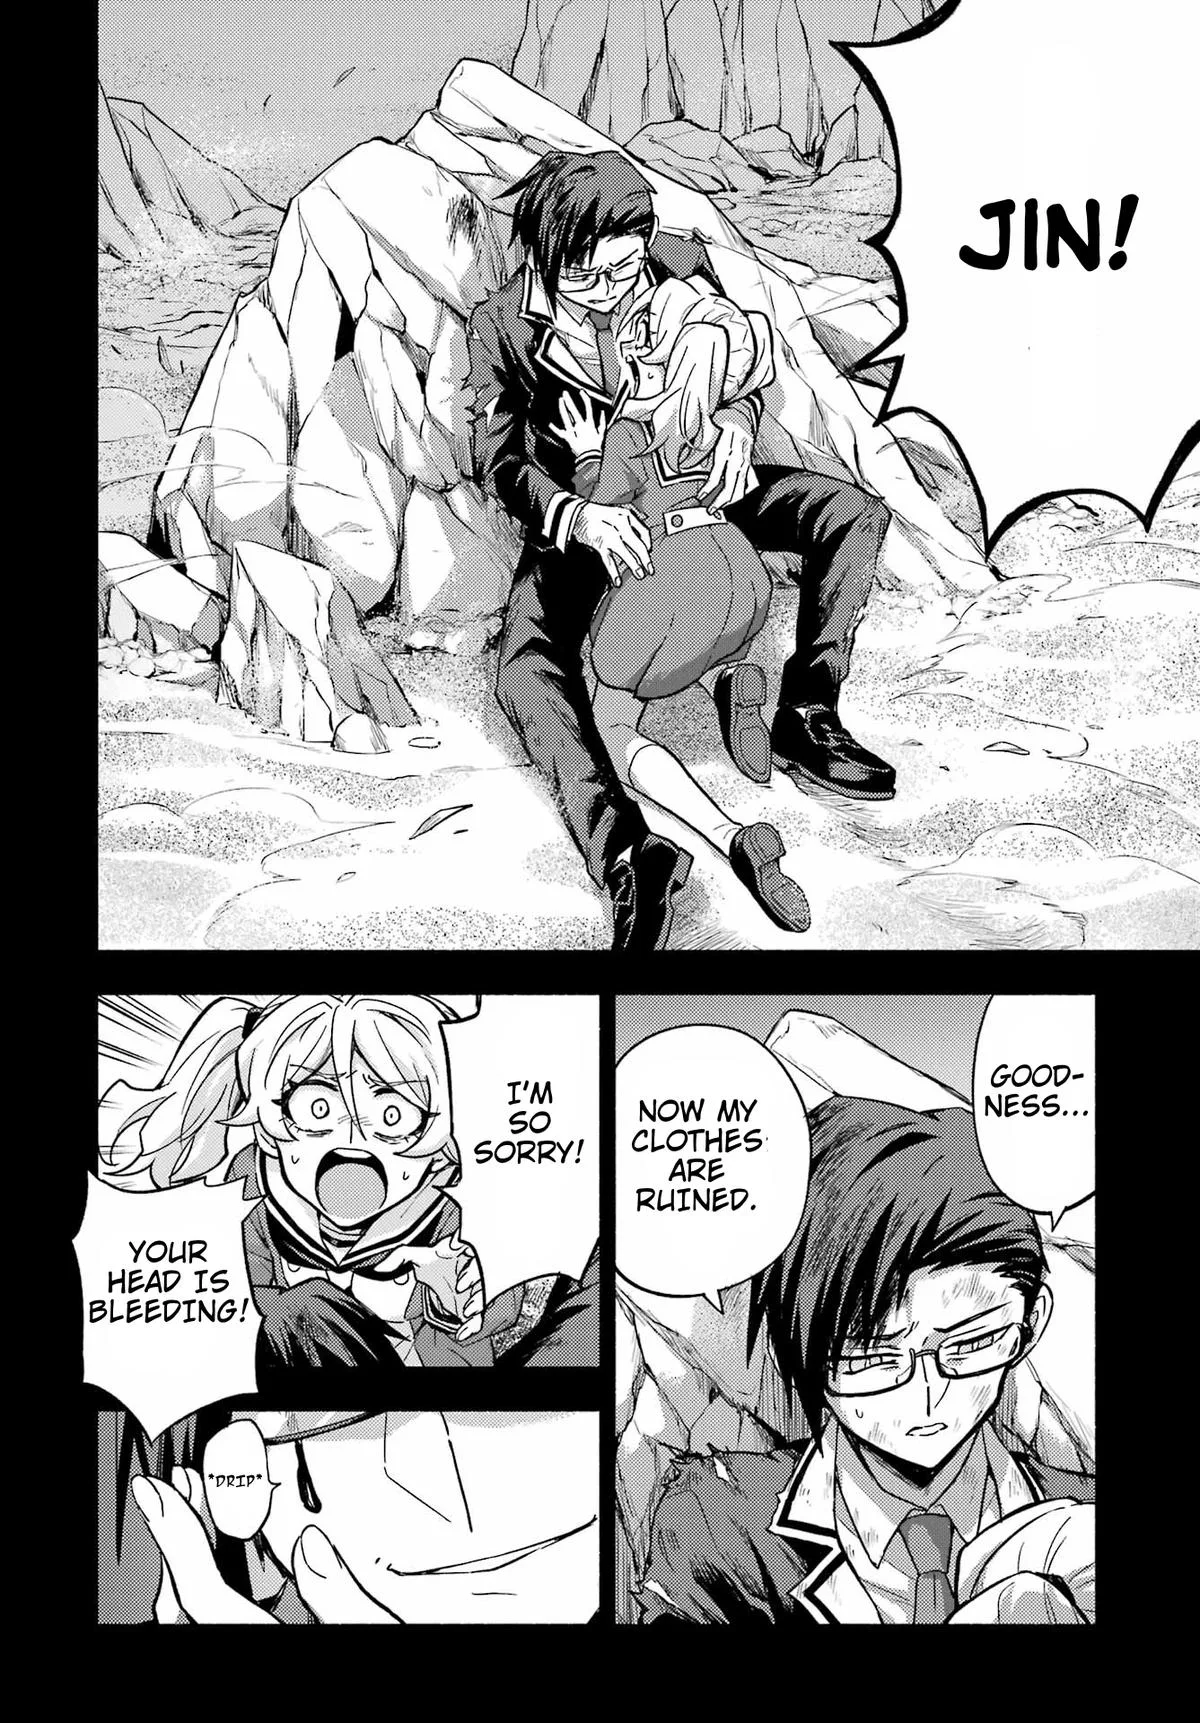 JIN!
GOOD-
NESS...
NOW MY
CLOTHES
ARE
RUINED.
I'M
SO
SORRY!
YOUR
HEAD IS
BLEEDING!
*DRIP*